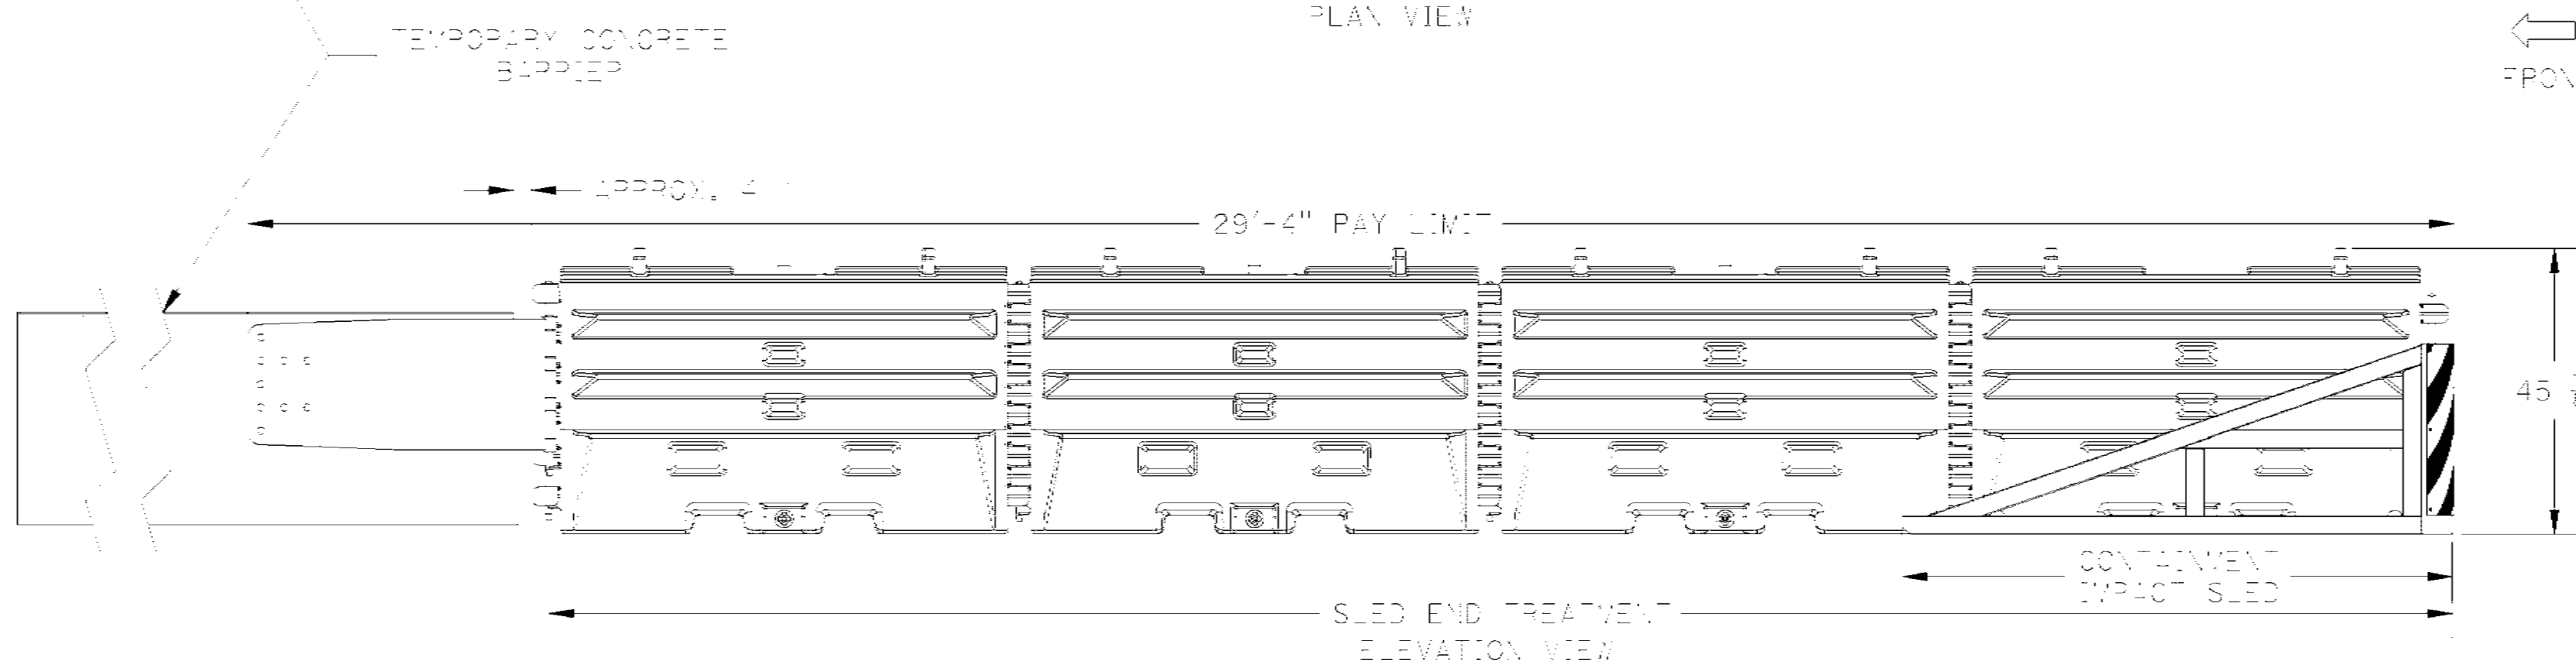 PLAN VIEW
TEMPORARY CONCRETE
BARRIER
APPROX. 4
29'-4" PAY LIMIT
45
CONTAINMENT
IMPACT SLED
SLED END TREATMENT
ELEVATION VIEW